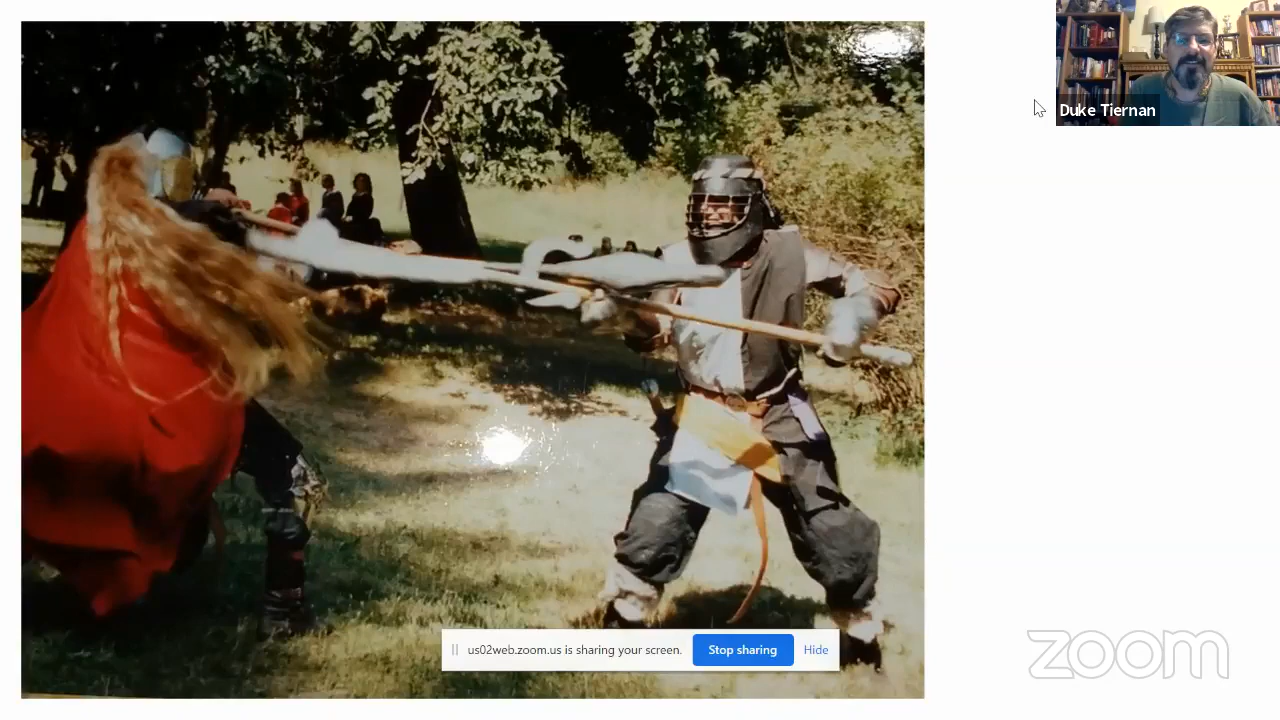 Duke Tiernan
us02web.zoom.us is sharing your screen.
Stop sharing
Hide
zoom